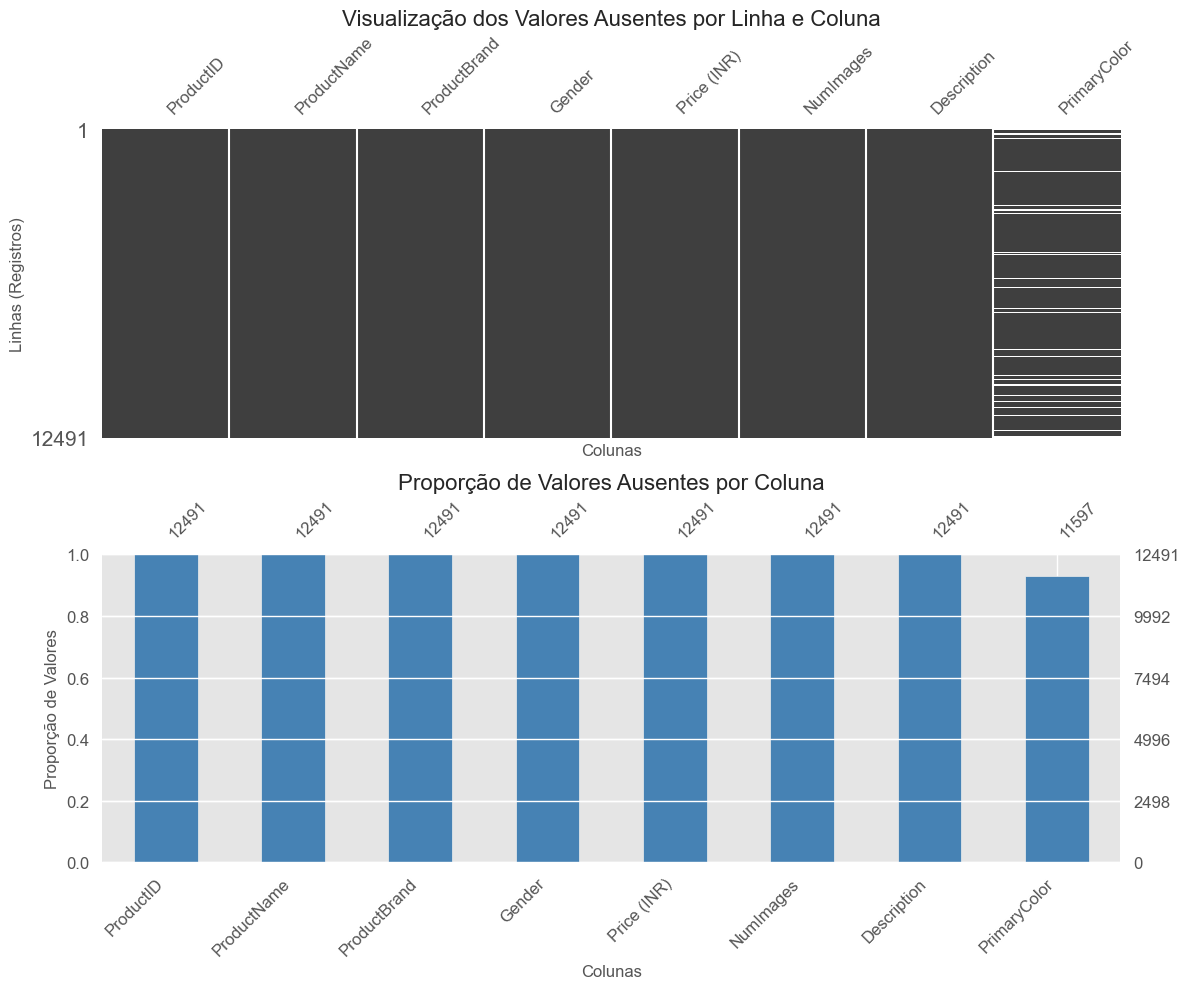 Visualização dos Valores Ausentes por Linha e Coluna
ProductID
ProductName
ProductBrand
Gender
Price (INR)
NumImages
Description
PrimaryColor
1
Linhas (Registros)
12491
Colunas
Proporção de Valores Ausentes por Coluna
12491
12491
12491
12491
12491
12491
12491
11597
1.0
12491
0.8
9992
0.6
7494
0.4
4996
0.2
2498
0.0
0
Proporção de Valores
ProductID
ProductName
ProductBrand
Gender
Price (INR)
NumImages
Description
PrimaryColor
Colunas